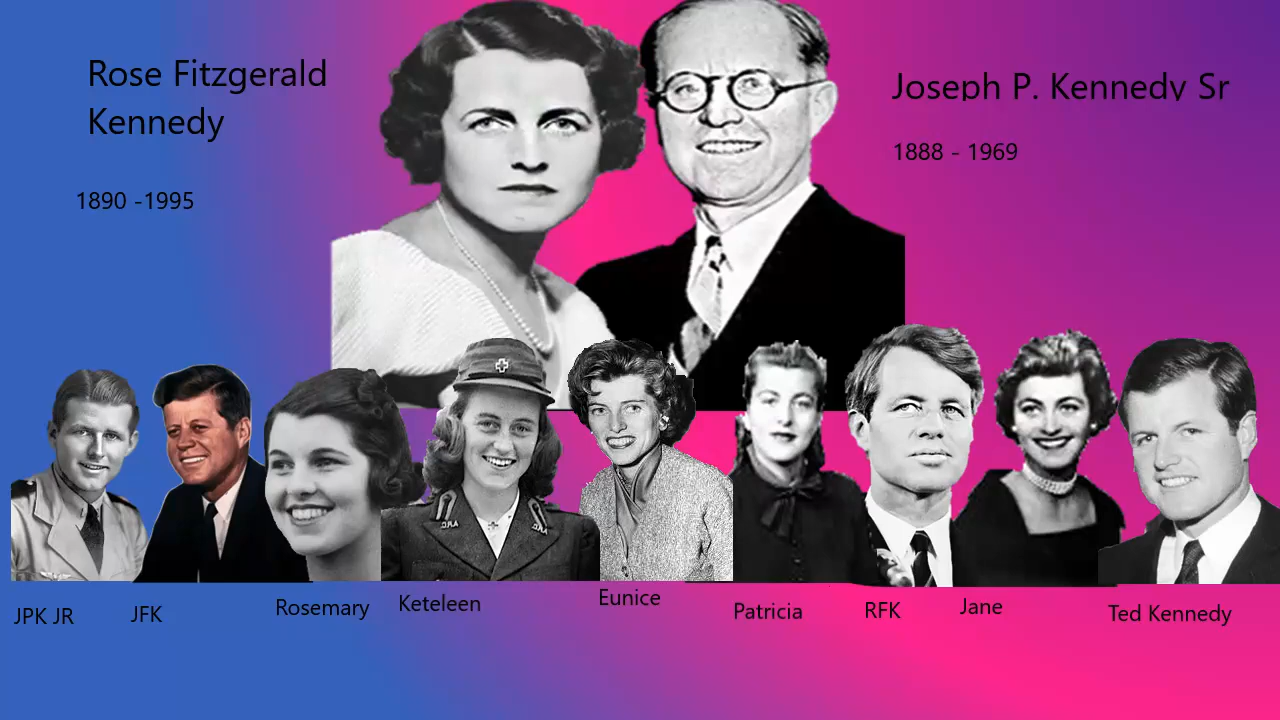 Rose Fitzgerald
Kennedy
1890 -1995
Joseph P. Kennedy Sr
1888 - 1969
JPK JR
JFK
Rosemary
Keteleen
Eunice
Patricia
RFK
Jane
Ted Kennedy